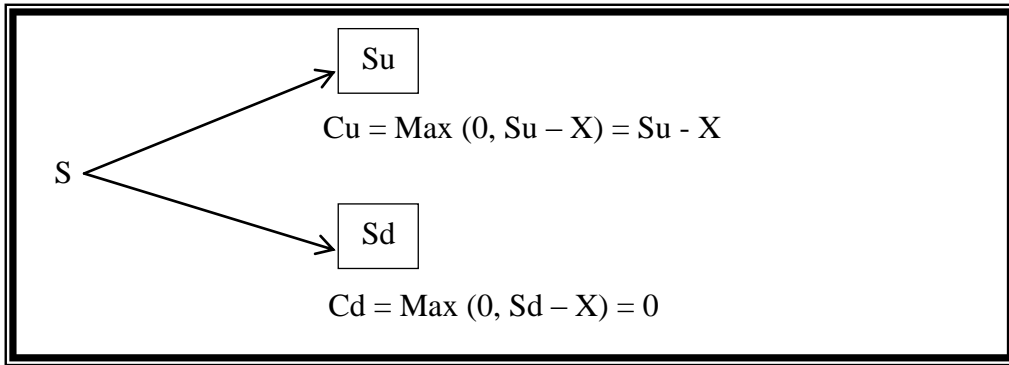 Su
Cu = Max (0, Su – X) = Su - X
S
Sd
Cd = Max (0, Sd – X) = 0